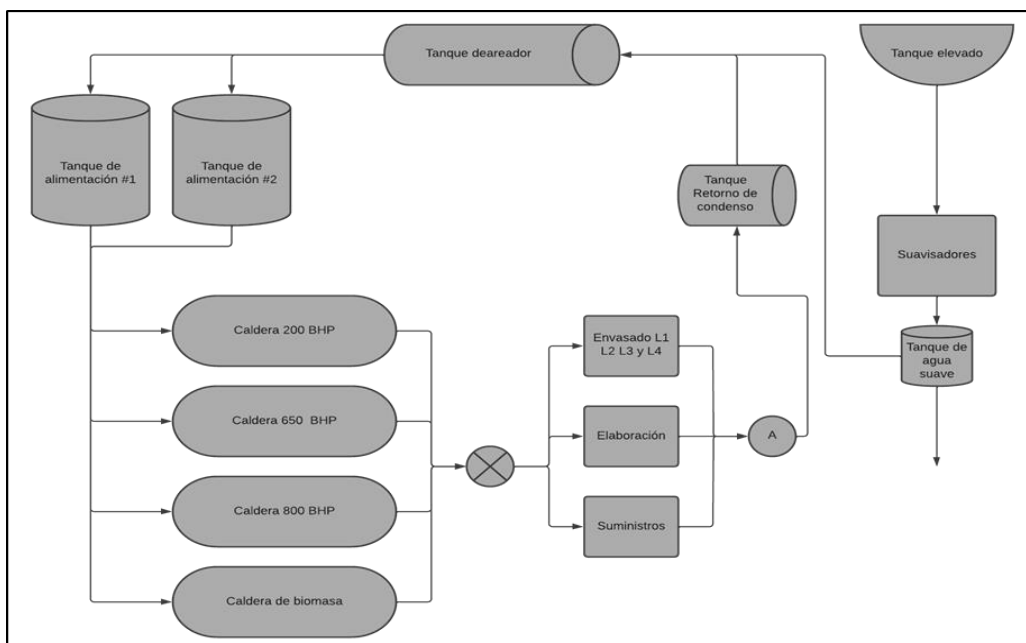 Tanque deareador
Tanque elevado
Tanque de
alimentación #1
Tanque de
alimentación #2
Tanque
Retorno de
condenso
Suavisadores
Caldera 200 BHP
Envasado L1
L2 L3 y L4
Tanque de
agua
suave
Caldera 650 BHP
Elaboración
A
Caldera 800 BHP
Suministros
Caldera de biomasa